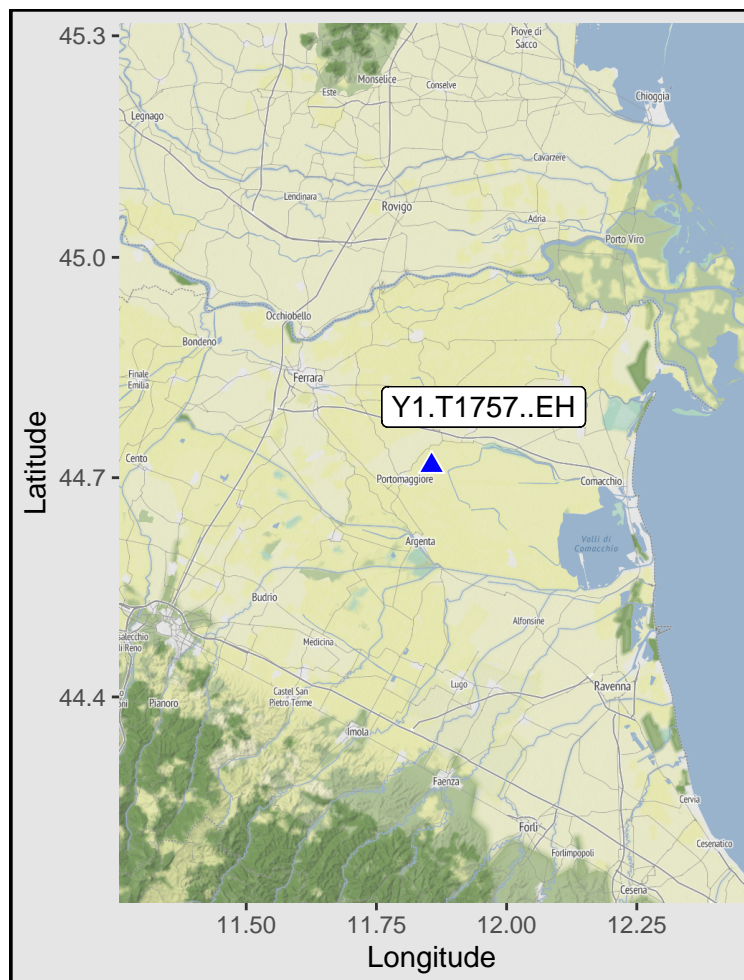 45.3
Piove di
Sacco
Monselice
Conselve
Este
Chioggia
Legnago
Cavarzere
Lendinara
Rovigo
Adria
Porto Viro
45.0
Occhiobello
Bondeno
Finale
Emilia
Ferrara
Y1.T1757..EH
Latitude
Cento
44.7
Portomaggiore
Comacchio
Argenta
Valli di
Comacchio
Budrio
Alfonsine
Medicina
di Reno
Pianoro
Castel San
Pietro Terme
Lugo
Ravenna
44.4
Imola
Faenza
Cervia
Forlì
Cesenatico
Forlimpopoli
Cesena
11.50
11.75
12.00
12.25
Longitude